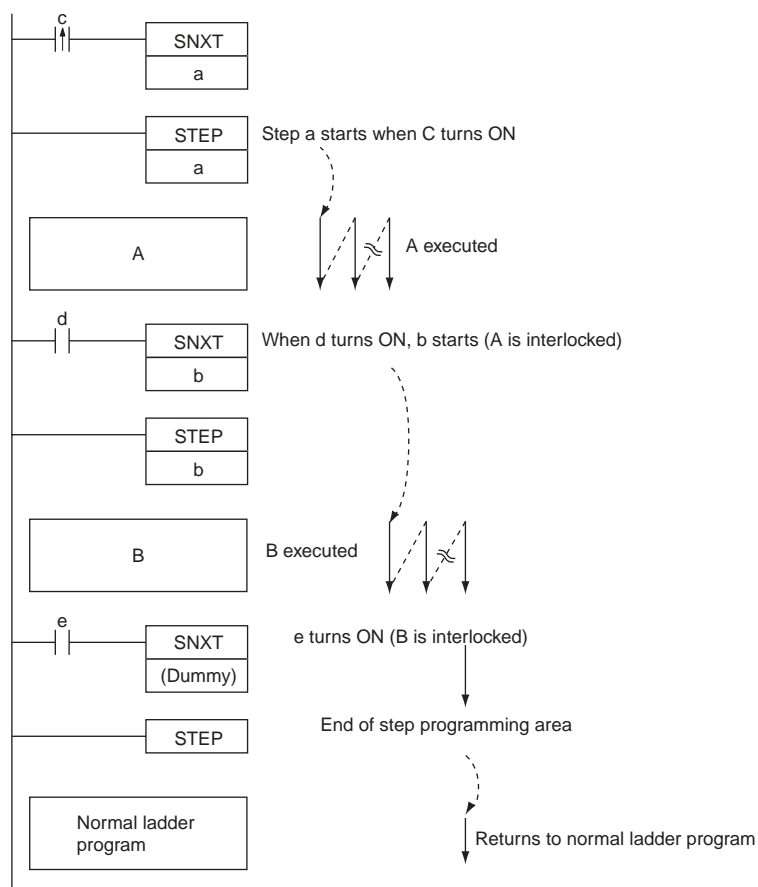 c
SNXT
a
STEP
a
Step a starts when C turns ON
A
A executed
d
SNXT
b
When d turns ON, b starts (A is interlocked)
STEP
b
B
B executed
e
SNXT
(Dummy)
e turns ON (B is interlocked)
STEP
End of step programming area
Normal ladder
program
Returns to normal ladder program